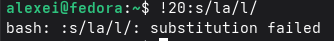 alexei@fedora:~$ !20:s/la/l/
bash: :s/la/l/: substitution failed